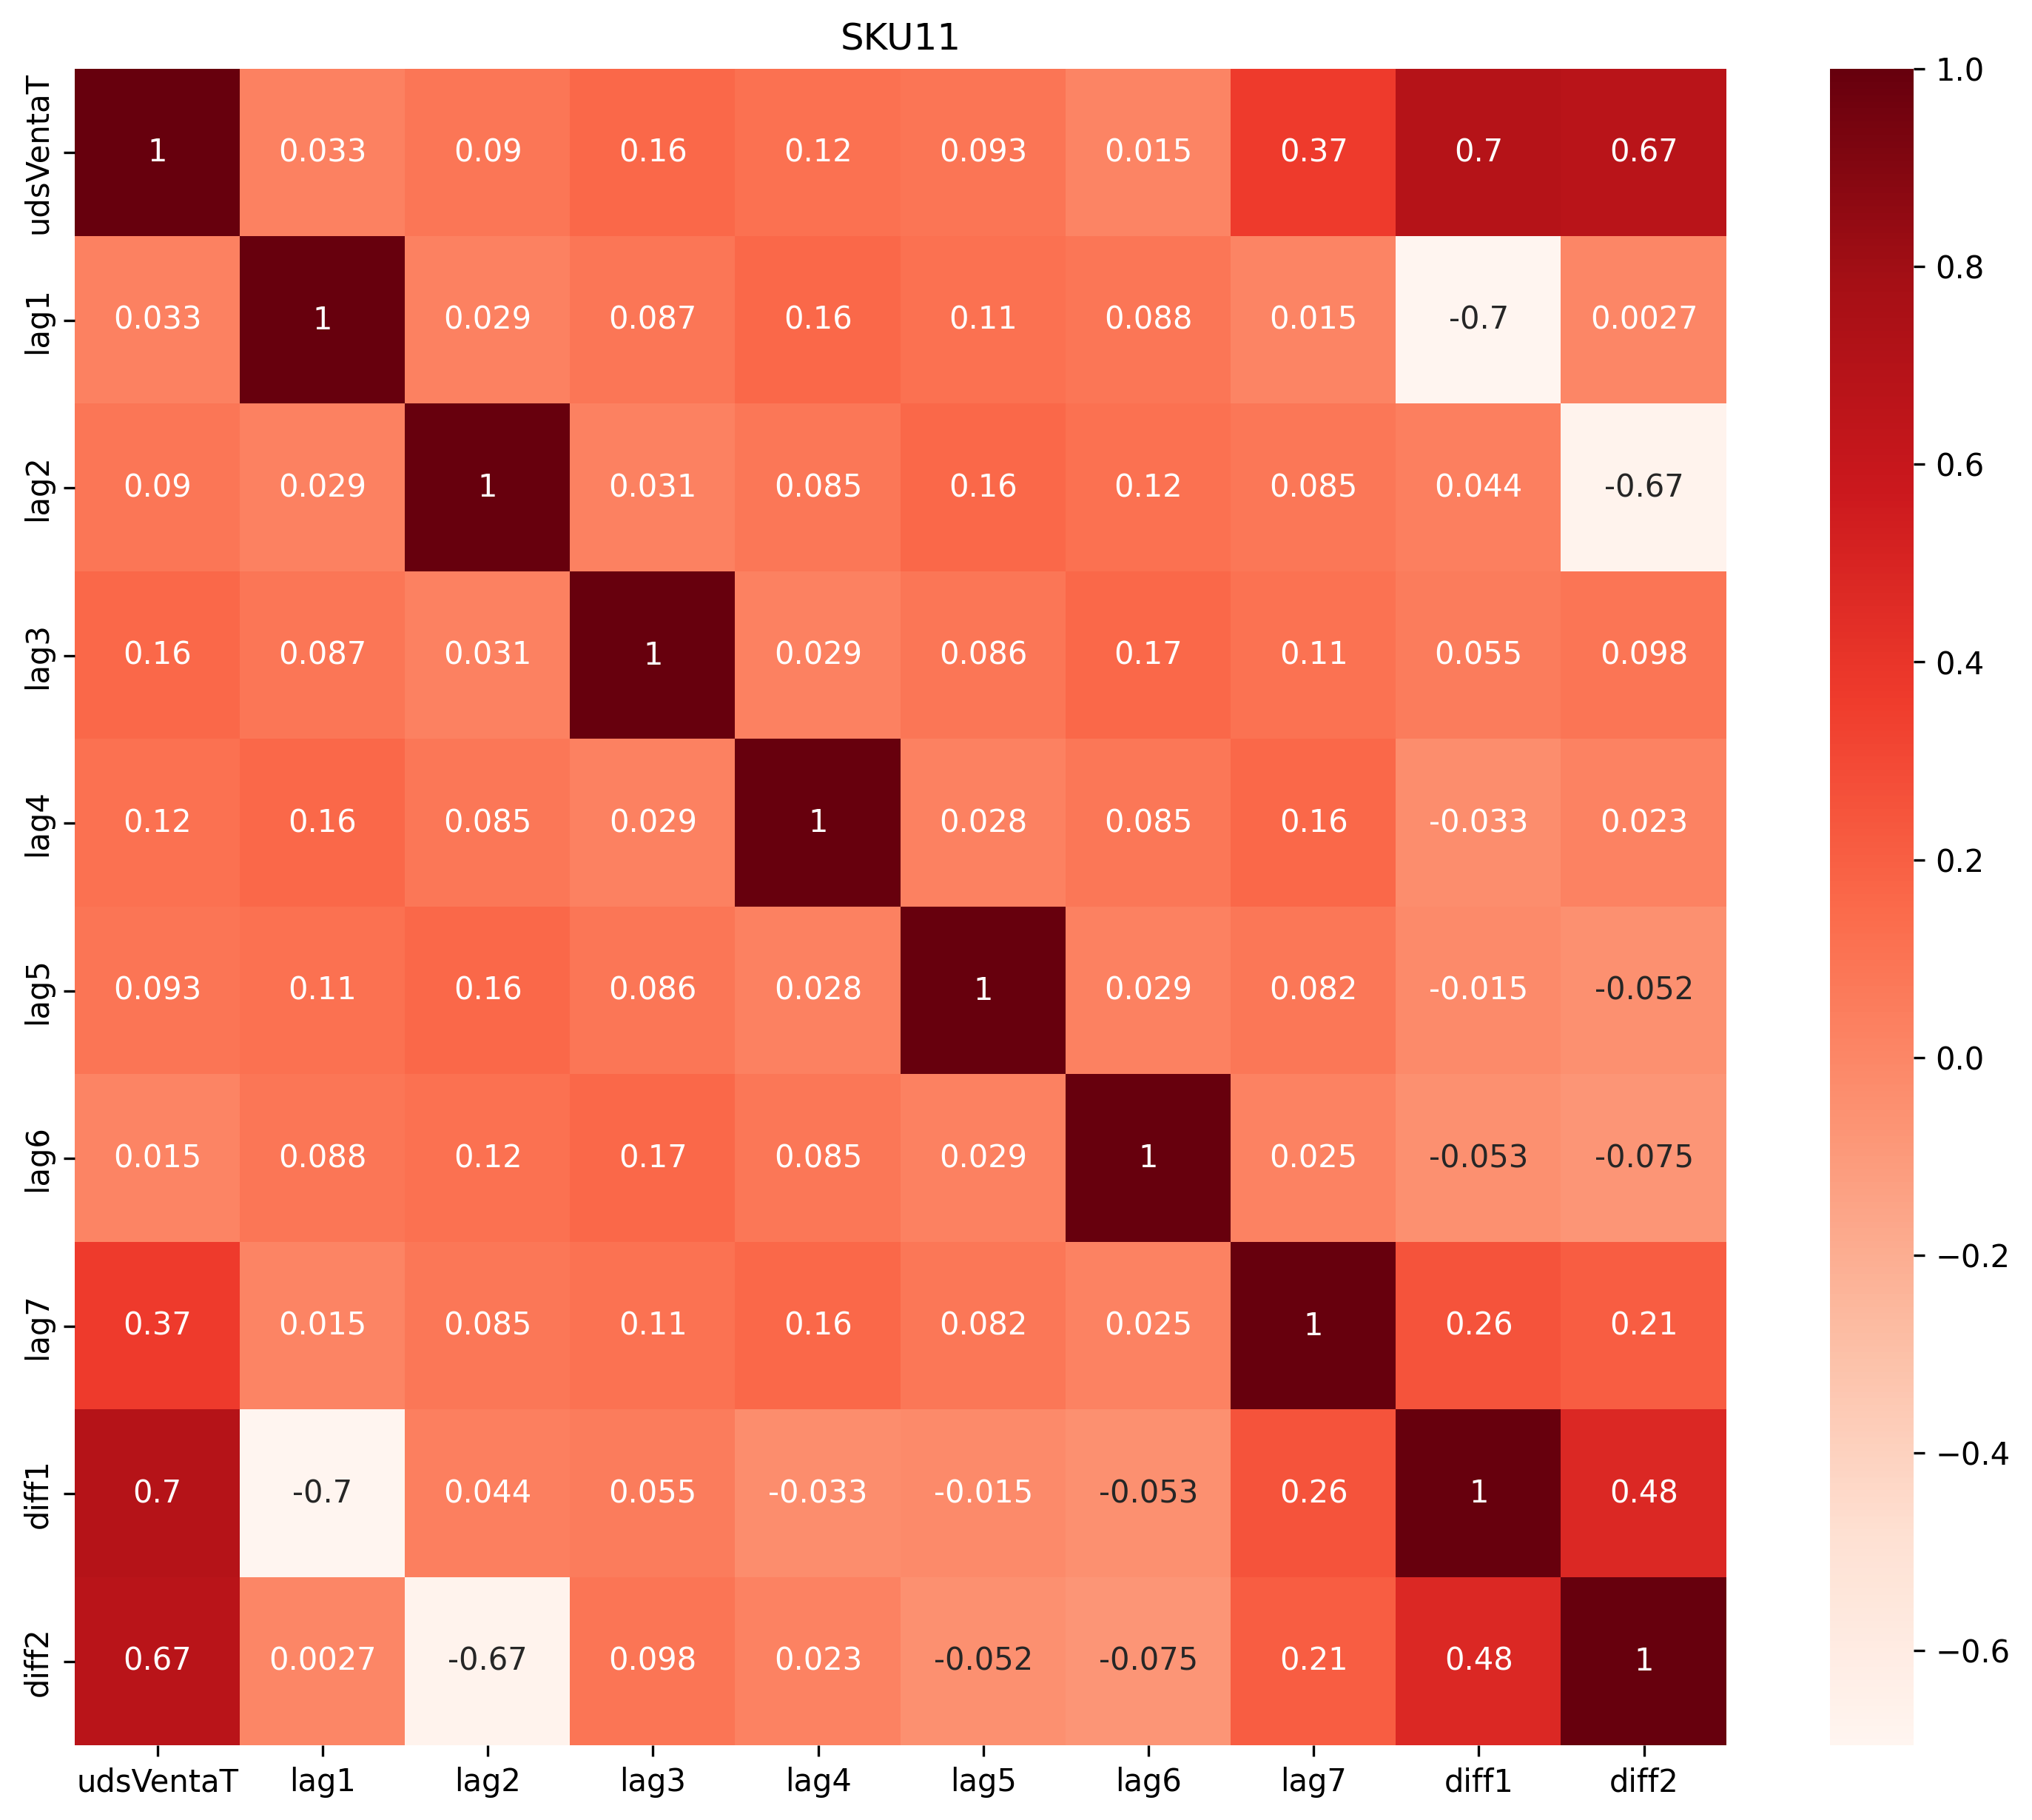 SKU11
udsVentaT 1 0.033 0.09 0.16 0.12 0.093 0.015 0.37 0.7 0.67
lag1 0.033 1 0.029 0.087 0.16 0.11 0.088 0.015 -0.7 0.0027
lag2 0.09 0.029 1 0.031 0.085 0.16 0.12 0.085 0.044 -0.67
lag3 0.16 0.087 0.031 1 0.029 0.086 0.17 0.11 0.055 0.098
lag4 0.12 0.16 0.085 0.029 1 0.028 0.085 0.16 -0.033 0.023
lag5 0.093 0.11 0.16 0.086 0.028 1 0.029 0.082 -0.015 -0.052
lag6 0.015 0.088 0.12 0.17 0.085 0.029 1 0.025 -0.053 -0.075
lag7 0.37 0.015 0.085 0.11 0.16 0.082 0.025 1 0.26 0.21
diff1 0.7 -0.7 0.044 0.055 -0.033 -0.015 -0.053 0.26 1 0.48
diff2 0.67 0.0027 -0.67 0.098 0.023 -0.052 -0.075 0.21 0.48 1
udsVentaT lag1 lag2 lag3 lag4 lag5 lag6 lag7 diff1 diff2
1.0
0.8
0.6
0.4
0.2
0.0
−0.2
−0.4
−0.6